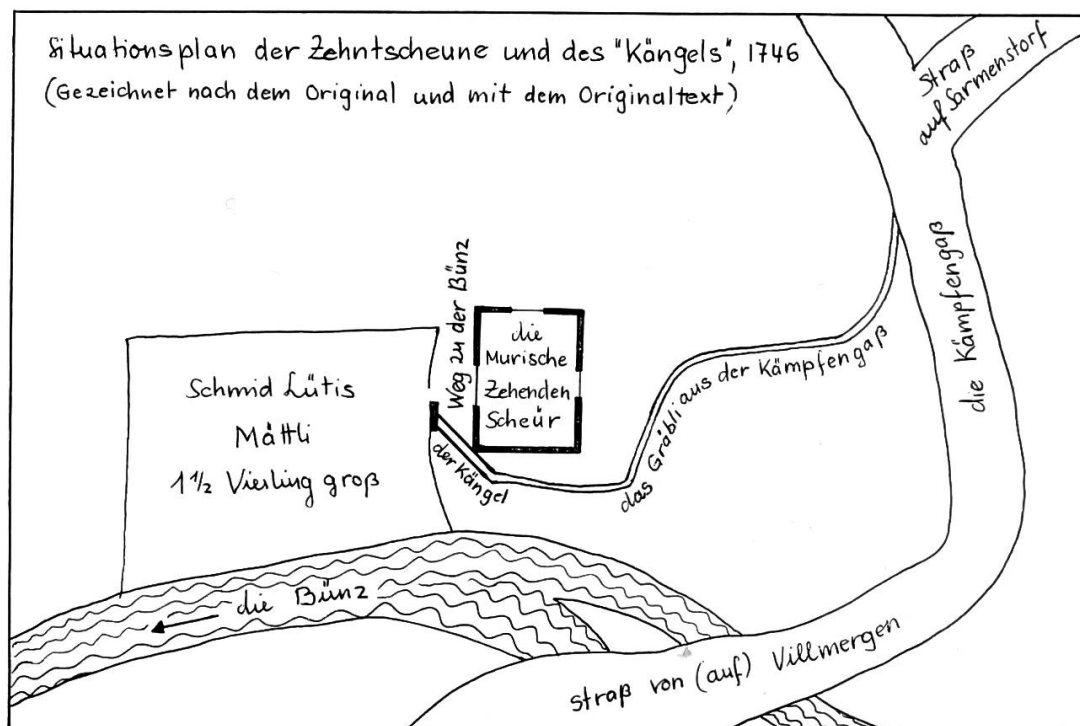 Situationsplan der Zehntscheune und des "Kängels", 1746
(Gezeichnet nach dem Original und mit dem Originaltext)
Straß
auf Sarmenstorf
die Kämpfengaß
Weg zu der Bünz
die
Murische
Zehenden
Scheür
Schmid Lütis
Mättli
1 1/2 Vierling groß
der Kängel
das Gräbli aus der Kämpfengaß
die Bünz
straß von (auf) Villmergen